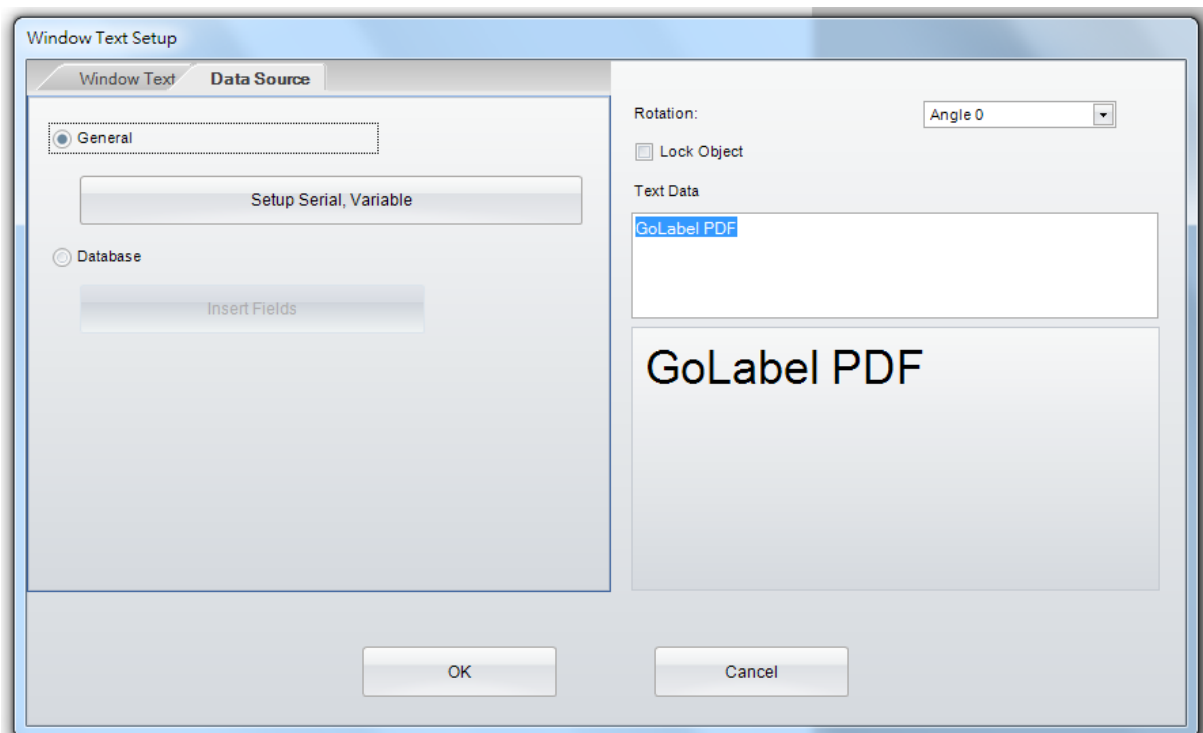 Window Text Setup
Window Text
Data Source
General
Setup Serial, Variable
Database
Insert Fields
Rotation:
Angle 0
Lock Object
Text Data
GoLabel PDF
GoLabel PDF
OK
Cancel